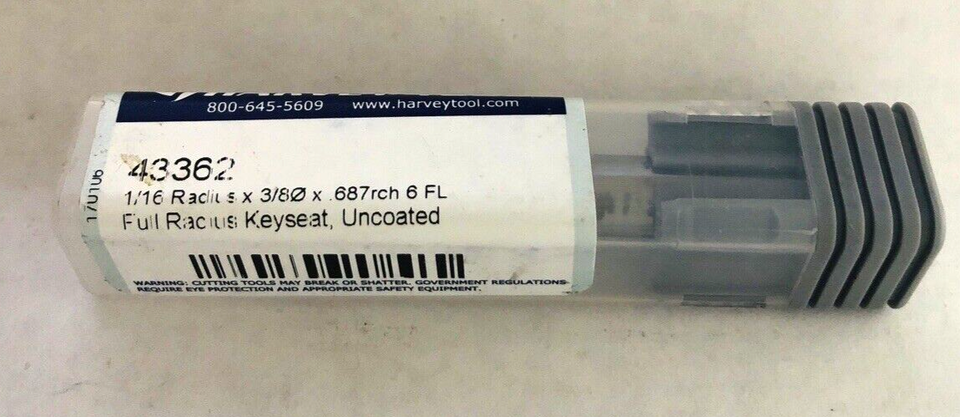 800-645-5609 www.harveytool.com
43362
1/16 Radius x 3/8Ø x .687rch 6 FL
Full Radius Keyseat, Uncoated
WARNING: CUTTING TOOLS MAY BREAK OR SHATTER. GOVERNMENT REGULATIONS
REQUIRE EYE PROTECTION AND APPROPRIATE SAFETY EQUIPMENT.
170106